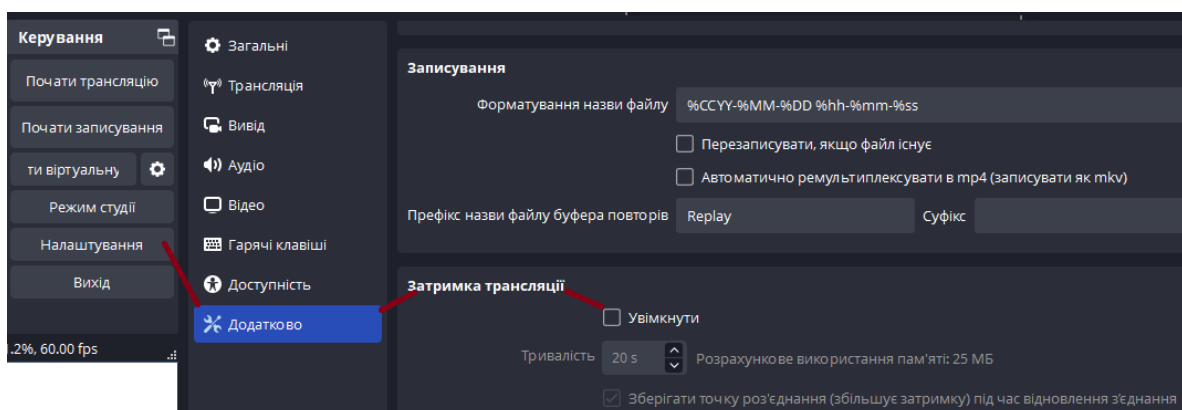 Керування
Почати трансляцію
Почати записування
ти віртуальну
Режим студії
Налаштування
Вихід
.2%, 60.00 fps
Загальні
Трансляція
Вивід
Аудіо
Відео
Гарячі клавіші
Доступність
Додатково
Записування
Форматування назви файлу %CCYY-%MM-%DD %hh-%mm-%ss
Перезаписувати, якщо файл існує
Автоматично ремультиплексувати в mp4 (записувати як mkv)
Префікс назви файлу буфера повторів Replay Суфікс
Затримка трансляції
Увімкнути
Тривалість 20 s Розрахункове використання пам'яті: 25 МБ
Зберігати точку роз'єднання (збільшує затримку) під час відновлення з'єднання